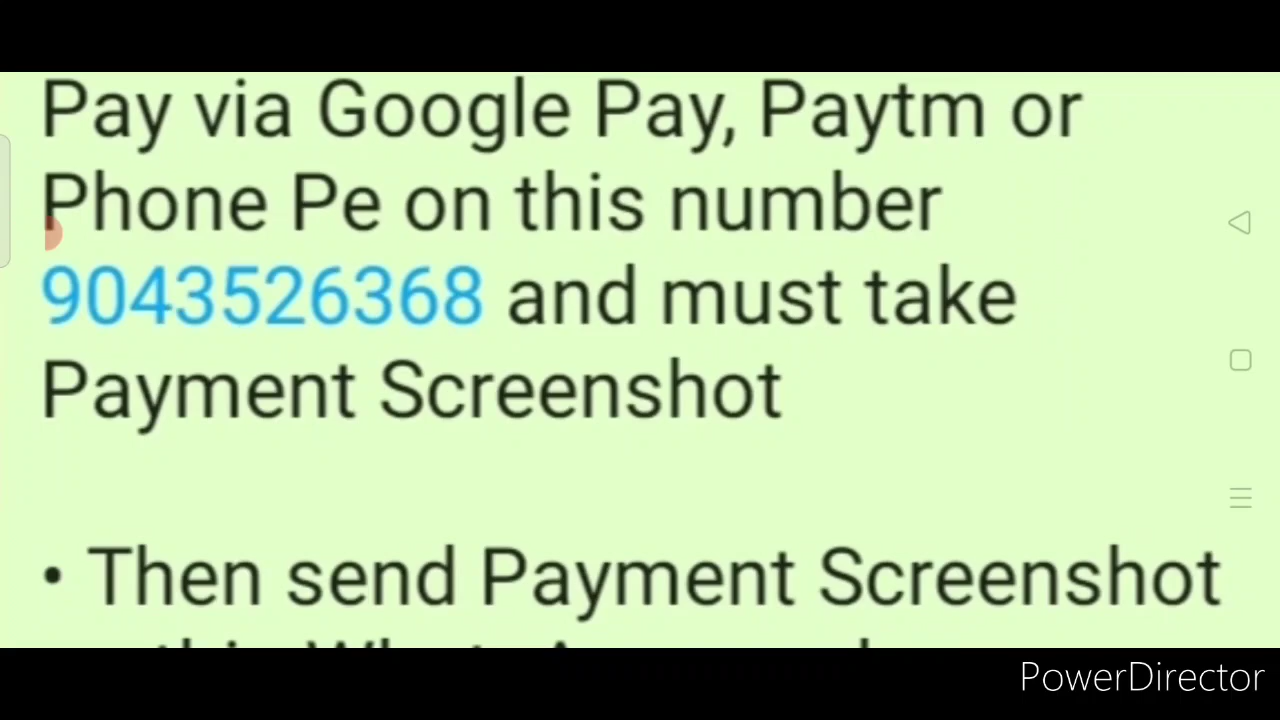 Pay via Google Pay, Paytm or
Phone Pe on this number
9043526368 and must take
Payment Screenshot
• Then send Payment Screenshot
PowerDirector